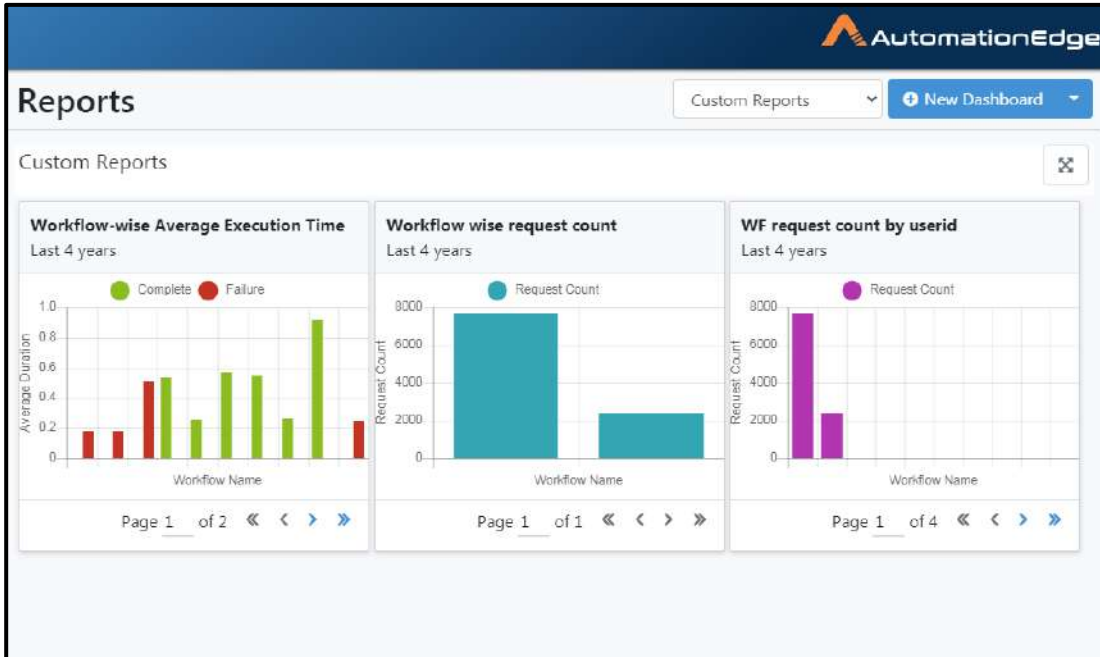 AutomationEdge
Reports
Custom Reports
New Dashboard
Custom Reports
Workflow-wise Average Execution Time
Last 4 years
Complete Failure
1.0
0.8
0.6
0.4
0.2
0
Average Duration
Workflow Name
Page 1 of 2
Workflow wise request count
Last 4 years
Request Count
8000
6000
4000
2000
0
Request Count
Workflow Name
Page 1 of 1
WF request count by userid
Last 4 years
Request Count
8000
6000
4000
2000
0
Request Count
Workflow Name
Page 1 of 4